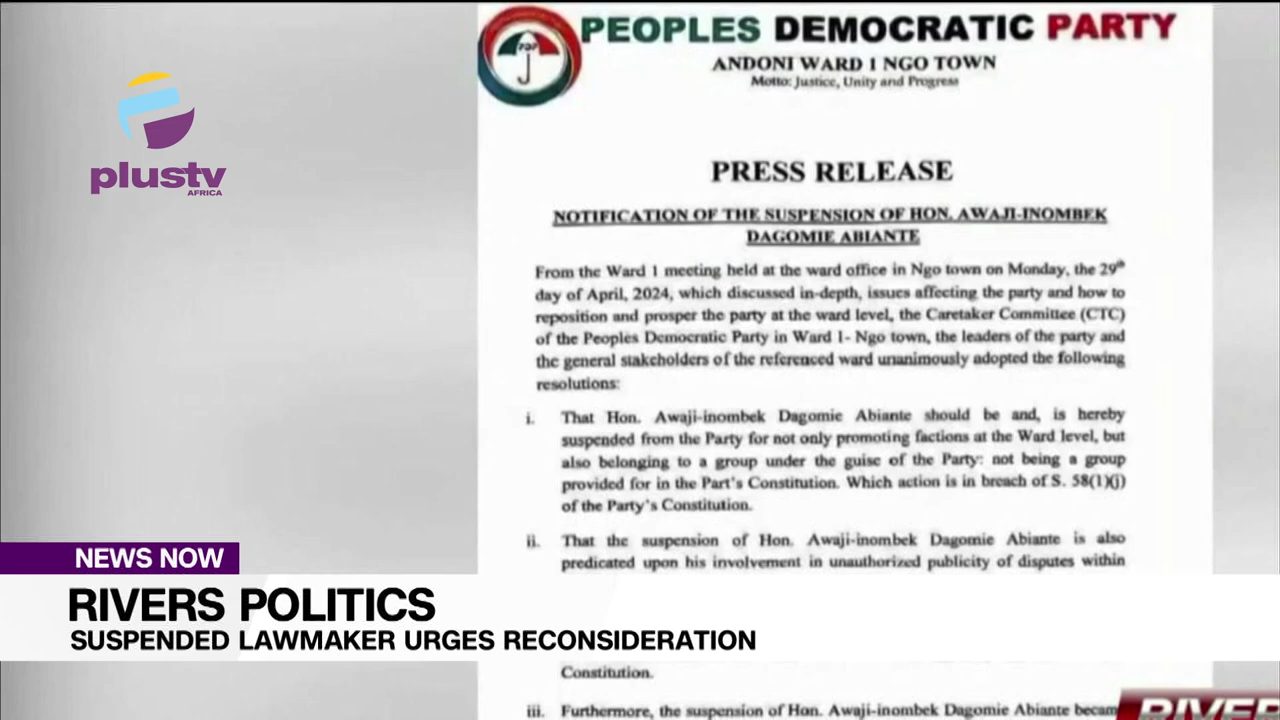 PEOPLES DEMOCRATIC PARTY
PDP
ANDONI WARD 1 NGO TOWN
Motto: Justice, Unity and Progress
plustv
AFRICA
PRESS RELEASE
NOTIFICATION OF THE SUSPENSION OF HON. AWAJI-INOMBEK
DAGOMIE ABIANTE
From the Ward 1 meeting held at the ward office in Ngo town on Monday, the 29th
day of April, 2024, which discussed in-depth, issues affecting the party and how to
reposition and prosper the party at the ward level, the Caretaker Committee (CTC)
of the Peoples Democratic Party in Ward 1- Ngo town, the leaders of the party and
the general stakeholders of the referenced ward unanimously adopted the following
resolutions:
i. That Hon. Awaji-inombek Dagomie Abiante should be and, is hereby
suspended from the Party for not only promoting factions at the Ward level, but
also belonging to a group under the guise of the Party: not being a group
provided for in the Part's Constitution. Which action is in breach of S. 58(1)(j)
of the Party's Constitution.
ii. That the suspension of Hon. Awaji-inombek Dagomie Abiante is also
predicated upon his involvement in unauthorized publicity of disputes within
NEWS NOW
RIVERS POLITICS
SUSPENDED LAWMAKER URGES RECONSIDERATION
Constitution.
iii. Furthermore, the suspension of Hon. Awaji-inombek Dagomie Abiante becam
RIVER